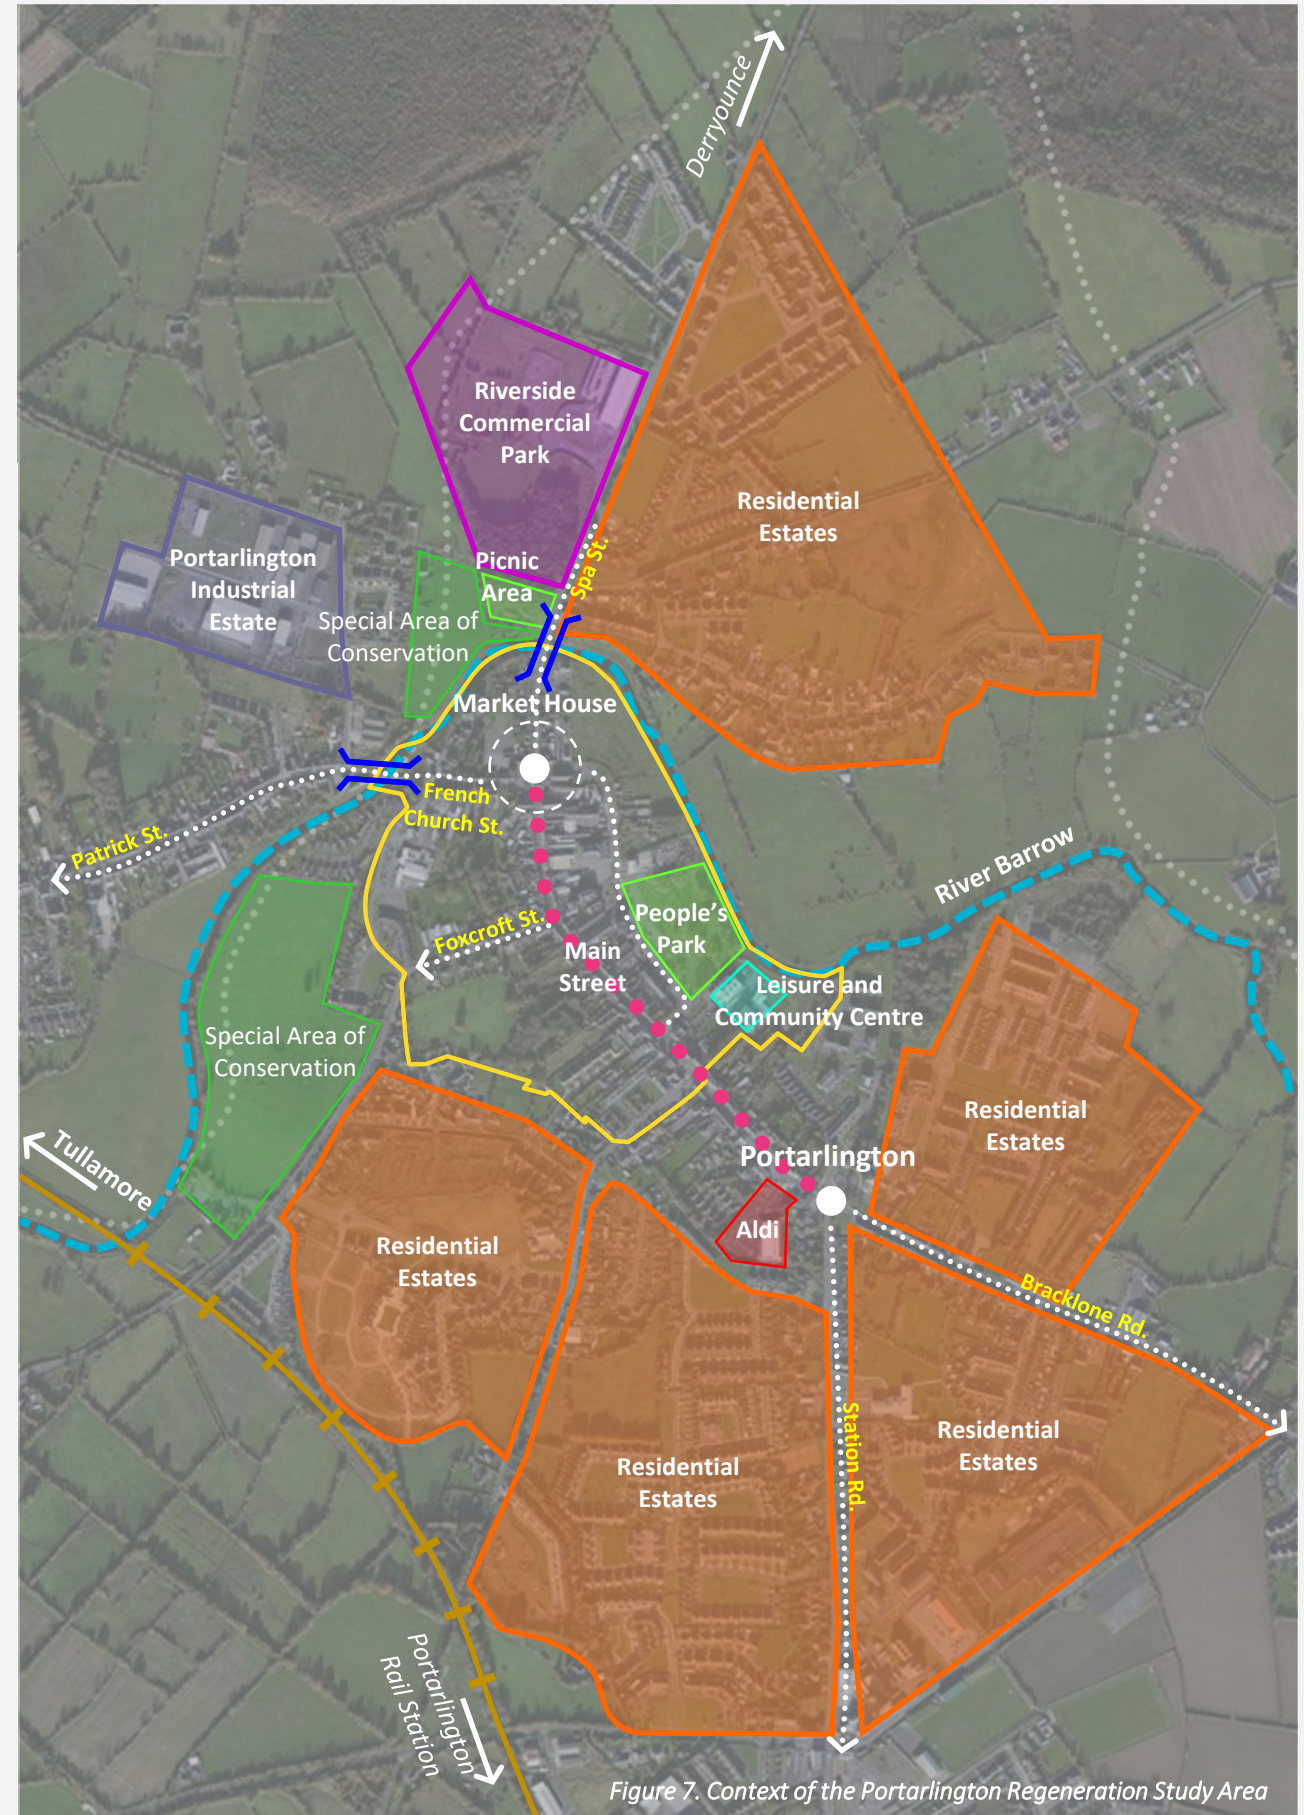 Derryounce
Riverside
Commercial
Park
Residential
Estates
Portarlington
Industrial
Estate
Picnic
Area
Spa St.
Special Area of
Conservation
Market House
French
Church St.
Patrick St.
River Barrow
People's
Park
Foxcroft St.
Main
Street
Leisure and
Community Centre
Special Area of
Conservation
Residential
Estates
Tullamore
Portarlington
Aldi
Residential
Estates
Bracklone Rd.
Station Rd.
Residential
Estates
Residential
Estates
Portarlington
Rail Station
Figure 7. Context of the Portarlington Regeneration Study Area